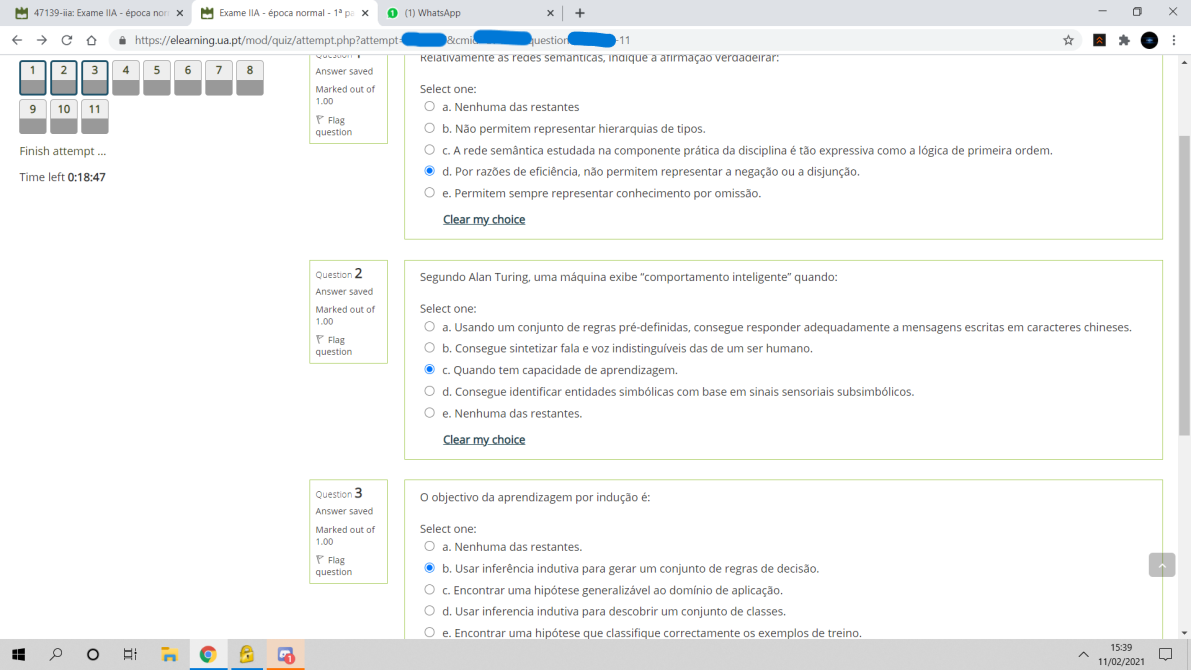 47139-iia: Exame IIA - época nor
Exame IIA - época normal - 1ª pa
1 (1) WhatsApp
https://elearning.ua.pt/mod/quiz/attempt.php?attempt= &cmid question -11
1 2 3 4 5 6 7 8
9 10 11
Finish attempt ...
Time left 0:18:47
Question 1
Answer saved
Marked out of
1.00
Flag
question
Relativamente às redes semânticas, indique a afirmação verdadeira:
Select one:
a. Nenhuma das restantes
b. Não permitem representar hierarquias de tipos.
c. A rede semântica estudada na componente prática da disciplina é tão expressiva como a lógica de primeira ordem.
d. Por razões de eficiência, não permitem representar a negação ou a disjunção.
e. Permitem sempre representar conhecimento por omissão.
Clear my choice
Question 2
Answer saved
Marked out of
1.00
Flag
question
Segundo Alan Turing, uma máquina exibe “comportamento inteligente” quando:
Select one:
a. Usando um conjunto de regras pré-definidas, consegue responder adequadamente a mensagens escritas em caracteres chineses.
b. Consegue sintetizar fala e voz indistinguíveis das de um ser humano.
c. Quando tem capacidade de aprendizagem.
d. Consegue identificar entidades simbólicas com base em sinais sensoriais subsimbólicos.
e. Nenhuma das restantes.
Clear my choice
Question 3
Answer saved
Marked out of
1.00
Flag
question
O objectivo da aprendizagem por indução é:
Select one:
a. Nenhuma das restantes.
b. Usar inferência indutiva para gerar um conjunto de regras de decisão.
c. Encontrar uma hipótese generalizável ao domínio de aplicação.
d. Usar inferencia indutiva para descobrir um conjunto de classes.
e. Encontrar uma hipótese que classifique correctamente os exemplos de treino.
1
15:39
11/02/2021